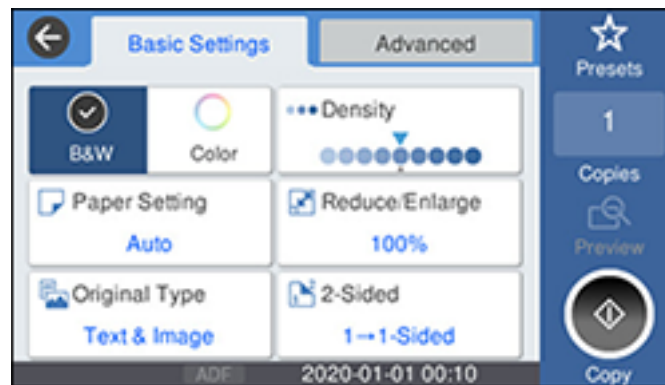 Basic Settings
Advanced
Presets
B&W
Color
Density
1
Copies
Paper Setting
Auto
Reduce/Enlarge
100%
Preview
Original Type
Text & Image
2-Sided
1→1-Sided
ADF
2020-01-01 00:10
Copy